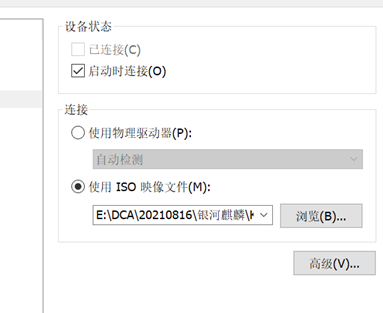 设备状态
已连接(C)
启动时连接(O)
连接
使用物理驱动器(P):
自动检测
使用 ISO 映像文件(M):
E:\DCA\20210816\银河麒麟\
浏览(B)...
高级(V)...